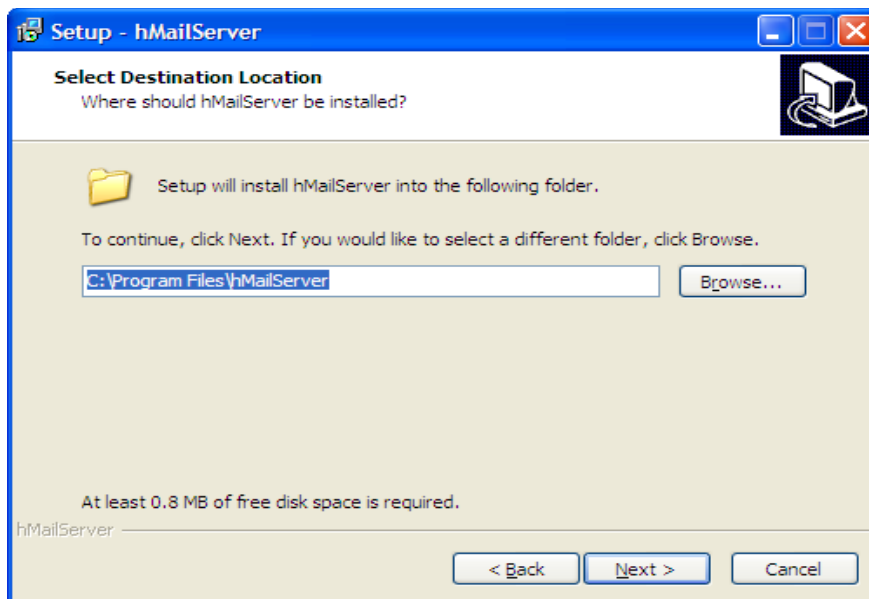 Setup - hMailServer
Select Destination Location
Where should hMailServer be installed?
Setup will install hMailServer into the following folder.
To continue, click Next. If you would like to select a different folder, click Browse.
C:\Program Files\hMailServer
Browse...
At least 0.8 MB of free disk space is required.
hMailServer
< Back
Next >
Cancel